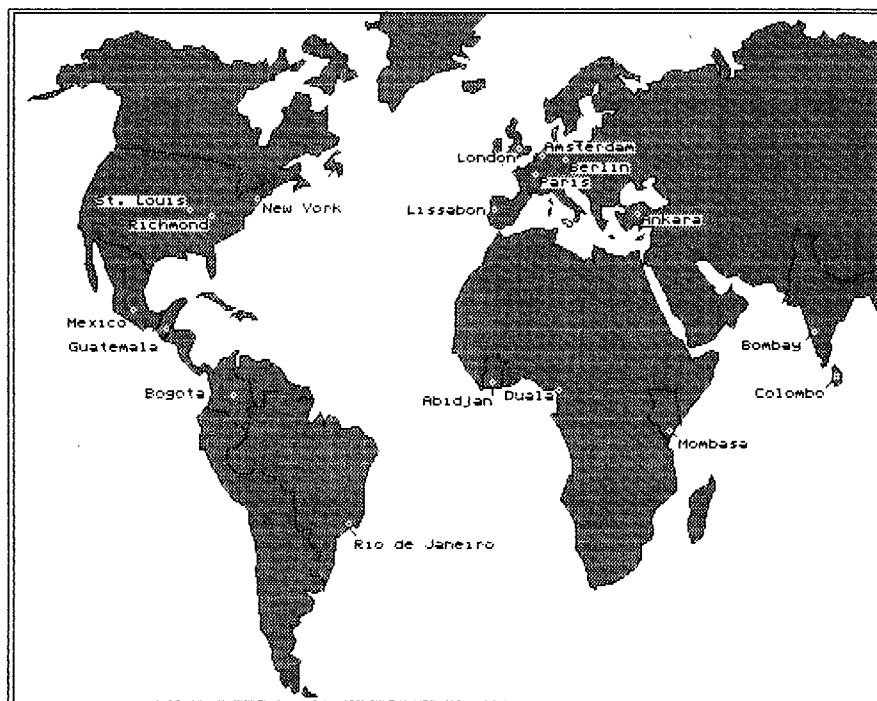 London
Amsterdam
Berlin
Paris
St. Louis
New York
Richmond
Lissabon
Ankara
Mexico
Guatemala
Bombay
Bogota
Abidjan
Duala
Colombo
Mombasa
Rio de Janeiro